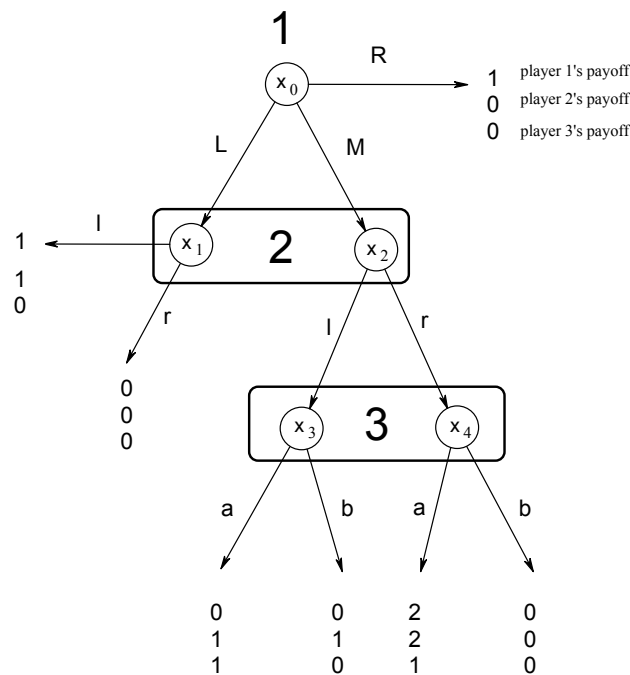 1
R
x0
1 player 1's payoff
0 player 2's payoff
0 player 3's payoff
L
M
l
x1
2
x2
1
1
0
r
l
r
0
0
0
x3
3
x4
a
b
a
b
0 0 2 0
1 1 2 0
1 0 1 0